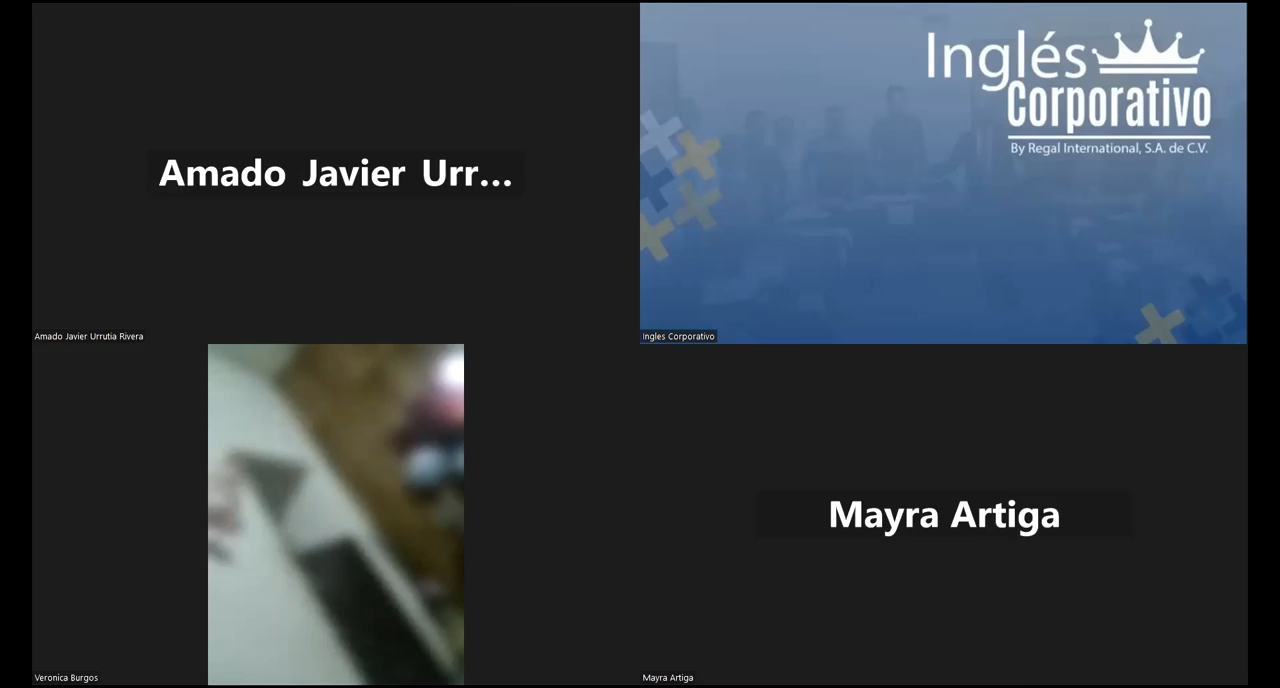 Amado Javier Urr...
Amado Javier Urrutia Rivera
Inglés
Corporativo
By Regal International, S.A. de C.V.
Ingles Corporativo
Veronica Burgos
Mayra Artiga
Mayra Artiga